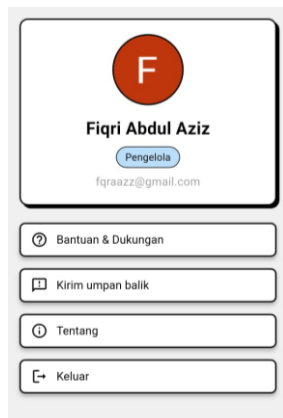 F
Fiqri Abdul Aziz
Pengelola
fqraazz@gmail.com
Bantuan & Dukungan
Kirim umpan balik
Tentang
Keluar